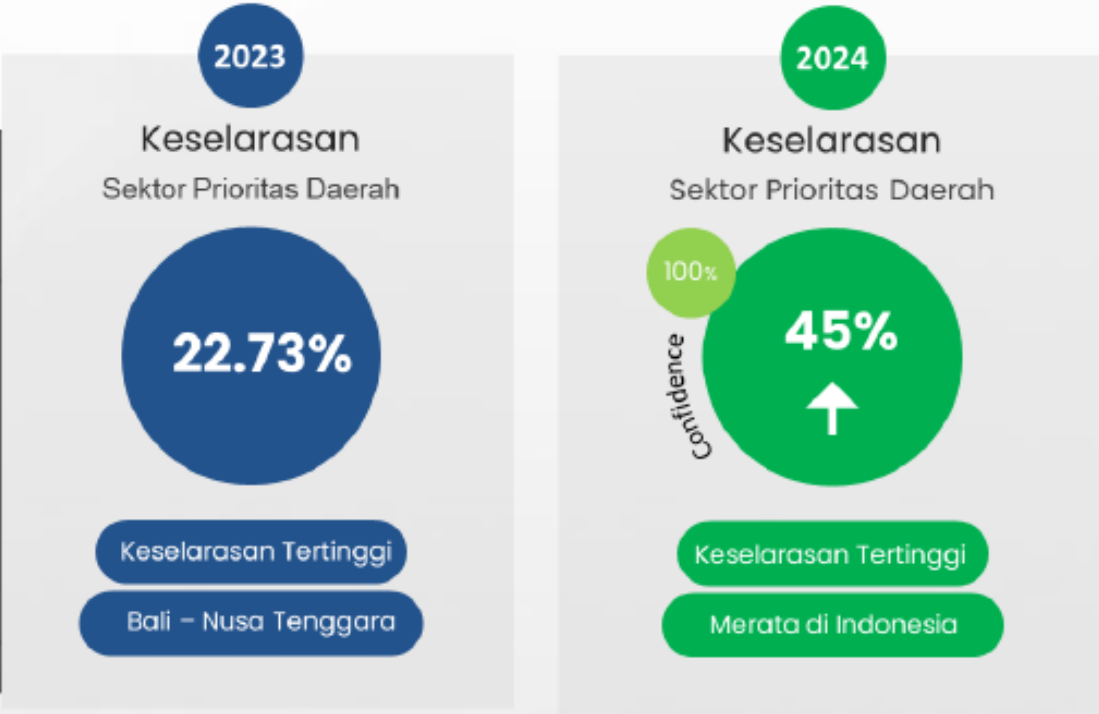 2023
Keselarasan
Sektor Prioritas Daerah
22.73%
Keselarasan Tertinggi
Bali – Nusa Tenggara
2024
Keselarasan
Sektor Prioritas Daerah
100%
Confidence
45%
Keselarasan Tertinggi
Merata di Indonesia